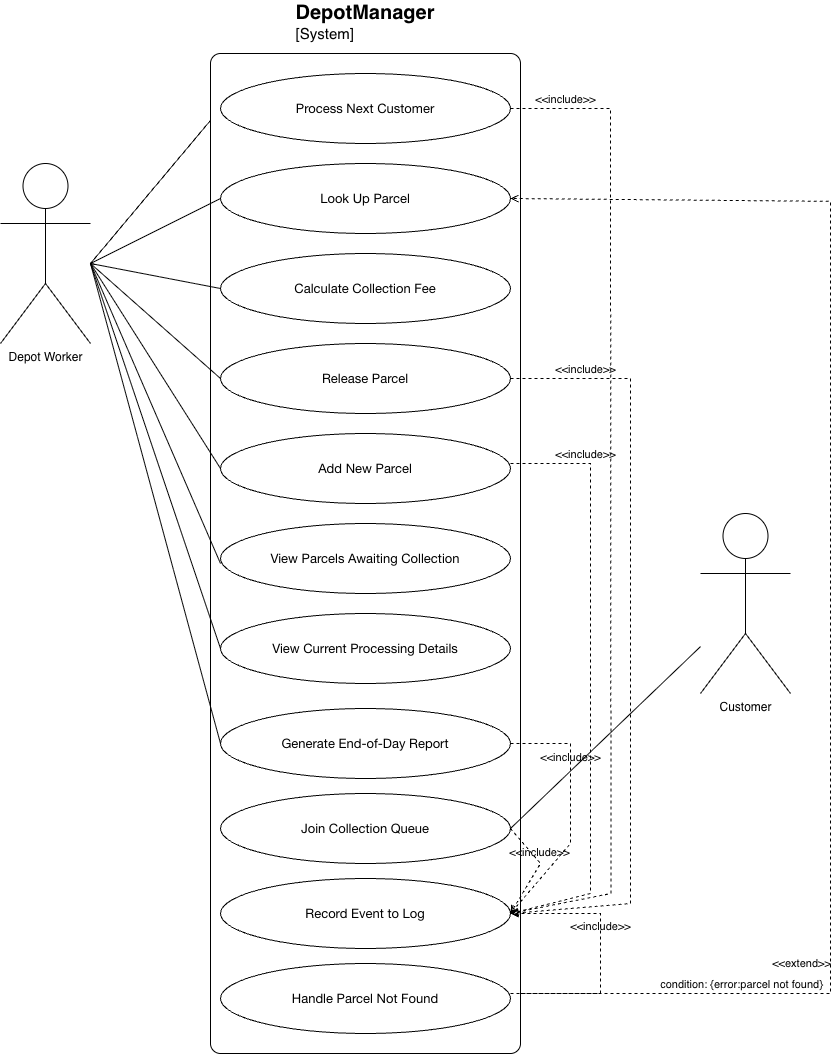 DepotManager
[System]
Process Next Customer
<<include>>
Look Up Parcel
Calculate Collection Fee
Depot Worker
Release Parcel
<<include>>
Add New Parcel
<<include>>
View Parcels Awaiting Collection
View Current Processing Details
Customer
Generate End-of-Day Report
<<include>>
Join Collection Queue
<<include>>
Record Event to Log
<<include>>
<<extend>>
condition: {error:parcel not found}
Handle Parcel Not Found